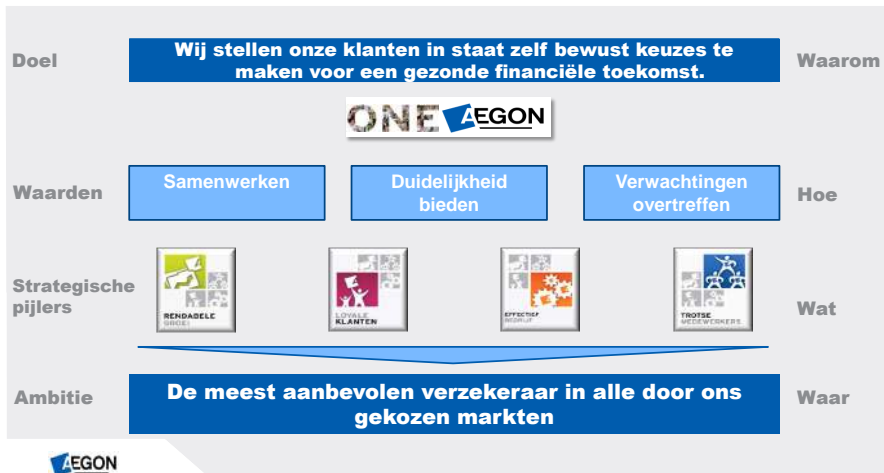 Doel
Wij stellen onze klanten in staat zelf bewust keuzes te
maken voor een gezonde financiële toekomst.
Waarom
ONE AEGON
Waarden
Samenwerken
Duidelijkheid
bieden
Verwachtingen
overtreffen
Hoe
Strategische
pijlers
RENDABELE
GROEI
LOYALE
KLANTEN
EFFECTIEF
BEDRIJF
TROTSE
MEDEWERKERS
Wat
Ambitie
De meest aanbevolen verzekeraar in alle door ons
gekozen markten
Waar
AEGON